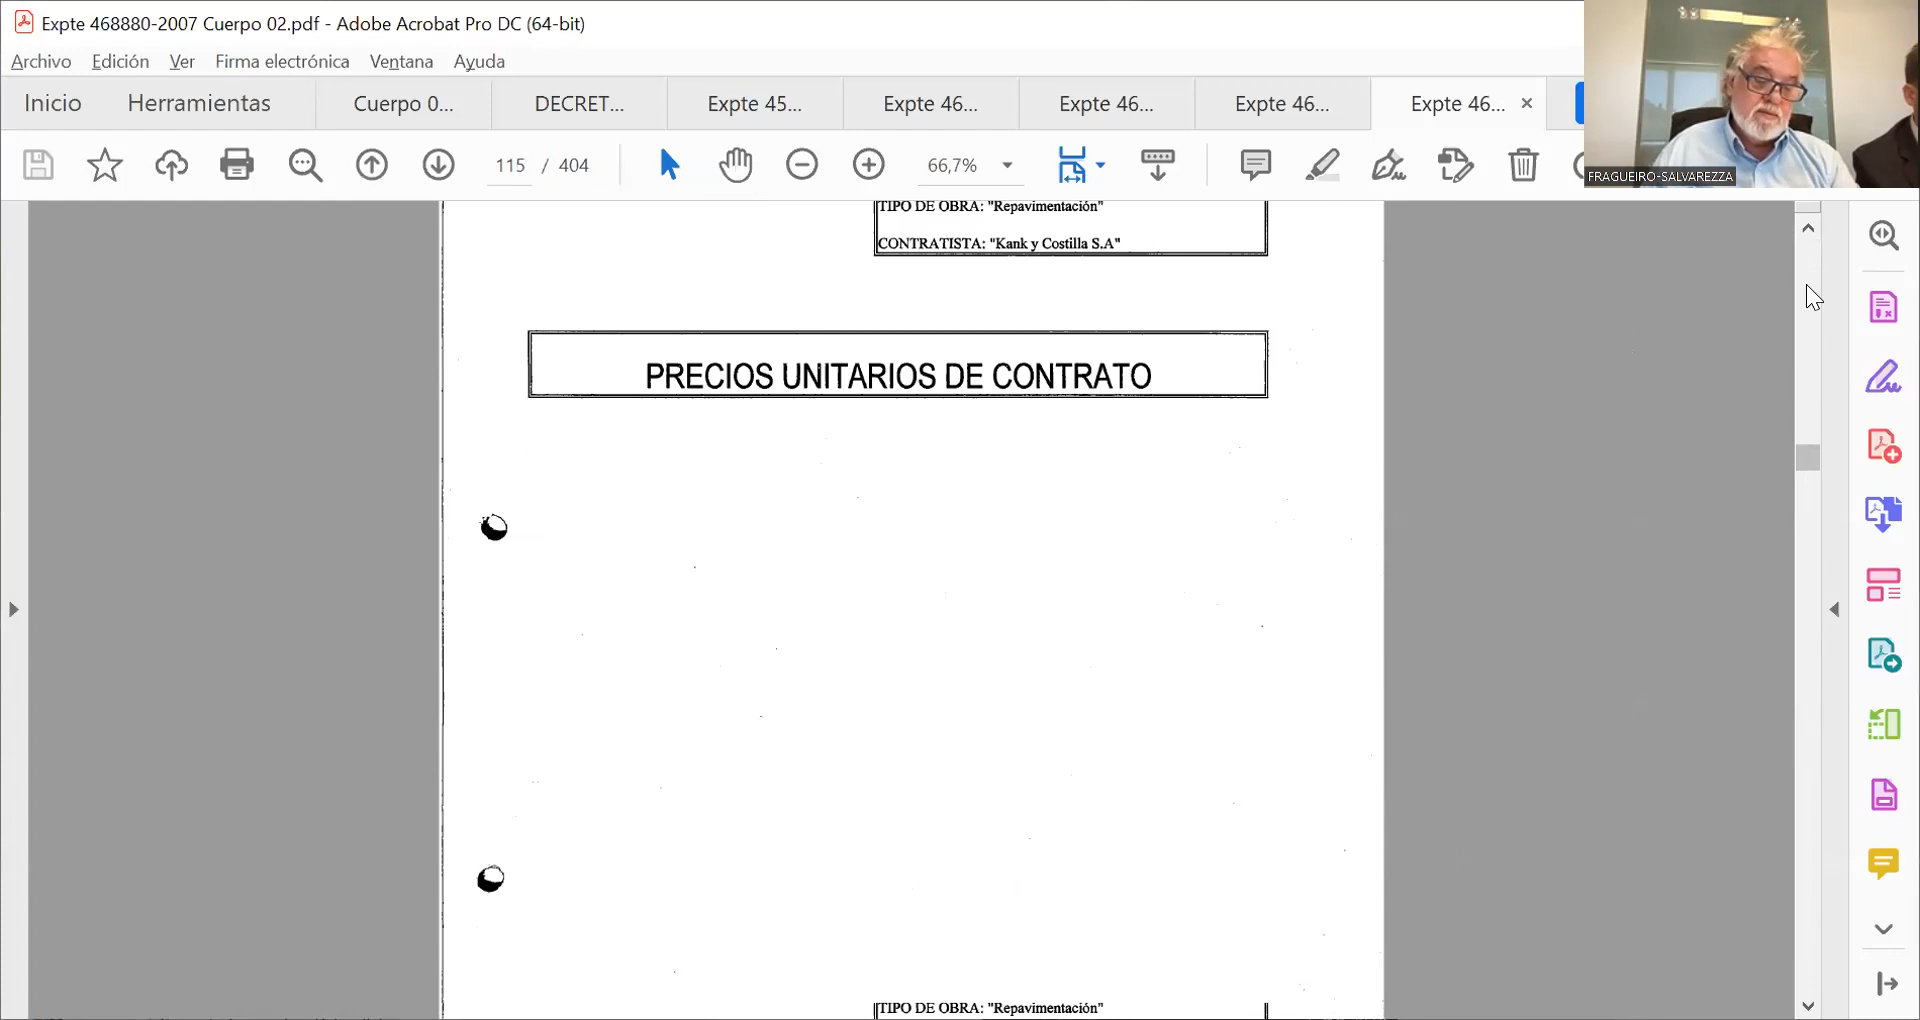 Expte 468880-2007 Cuerpo 02.pdf - Adobe Acrobat Pro DC (64-bit)
Archivo Edición Ver Firma electrónica Ventana Ayuda
Inicio Herramientas Cuerpo 0... DECRET... Expte 45... Expte 46... Expte 46... Expte 46... Expte 46...
115 / 404 66,7%
FRAGUEIRO-SALVAREZZA
TIPO DE OBRA: "Repavimentación"
CONTRATISTA: "Kank y Costilla S.A"
PRECIOS UNITARIOS DE CONTRATO
TIPO DE OBRA: "Repavimentación"